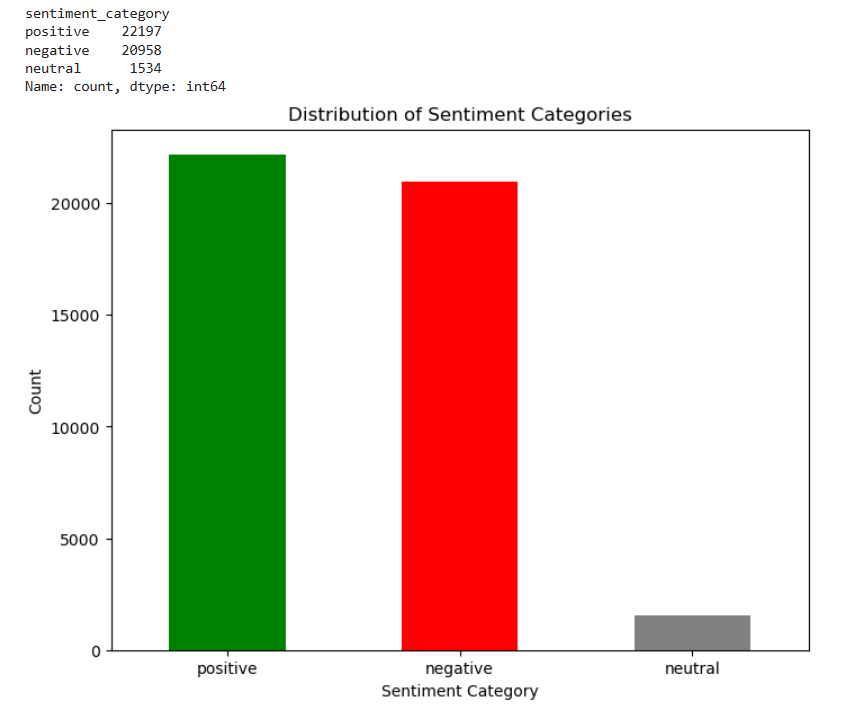 sentiment_category
positive    22197
negative    20958
neutral      1534
Name: count, dtype: int64
Distribution of Sentiment Categories
20000
15000
10000
5000
0
Count
positive negative neutral
Sentiment Category